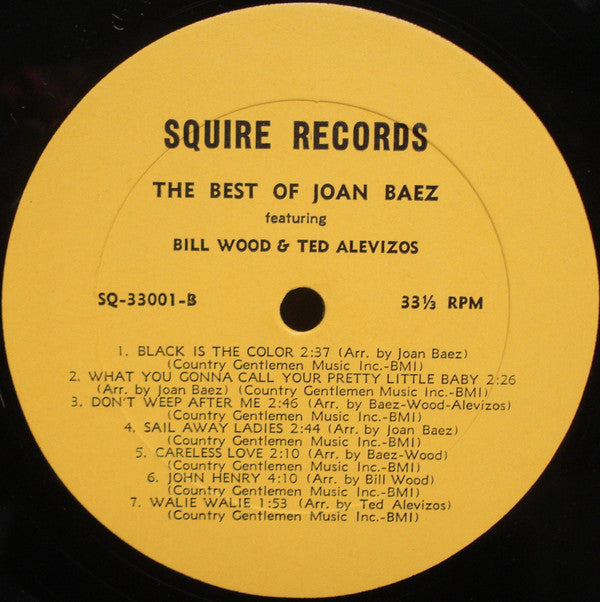 SQUIRE RECORDS
THE BEST OF JOAN BAEZ
featuring
BILL WOOD & TED ALEVIZOS
SQ-33001-B
33⅓ RPM
1. BLACK IS THE COLOR 2:37 (Arr. by Joan Baez)
(Country Gentlemen Music Inc.-BMI)
2. WHAT YOU GONNA CALL YOUR PRETTY LITTLE BABY 2:26
(Arr. by Joan Baez) (Country Gentlemen Music Inc.-BMI)
3. DON'T WEEP AFTER ME 2:46 (Arr. by Baez-Wood-Alevizos)
(Country Gentlemen Music Inc.-BMI)
4. SAIL AWAY LADIES 2:44 (Arr. by Joan Baez)
(Country Gentlemen Music Inc.-BMI)
5. CARELESS LOVE 2:10 (Arr. by Baez-Wood)
(Country Gentlemen Music Inc.-BMI)
6. JOHN HENRY 4:10 (Arr. by Bill Wood)
(Country Gentlemen Music Inc.-BMI)
7. WALIE WALIE 1:53 (Arr. by Ted Alevizos)
(Country Gentlemen Music Inc.-BMI)